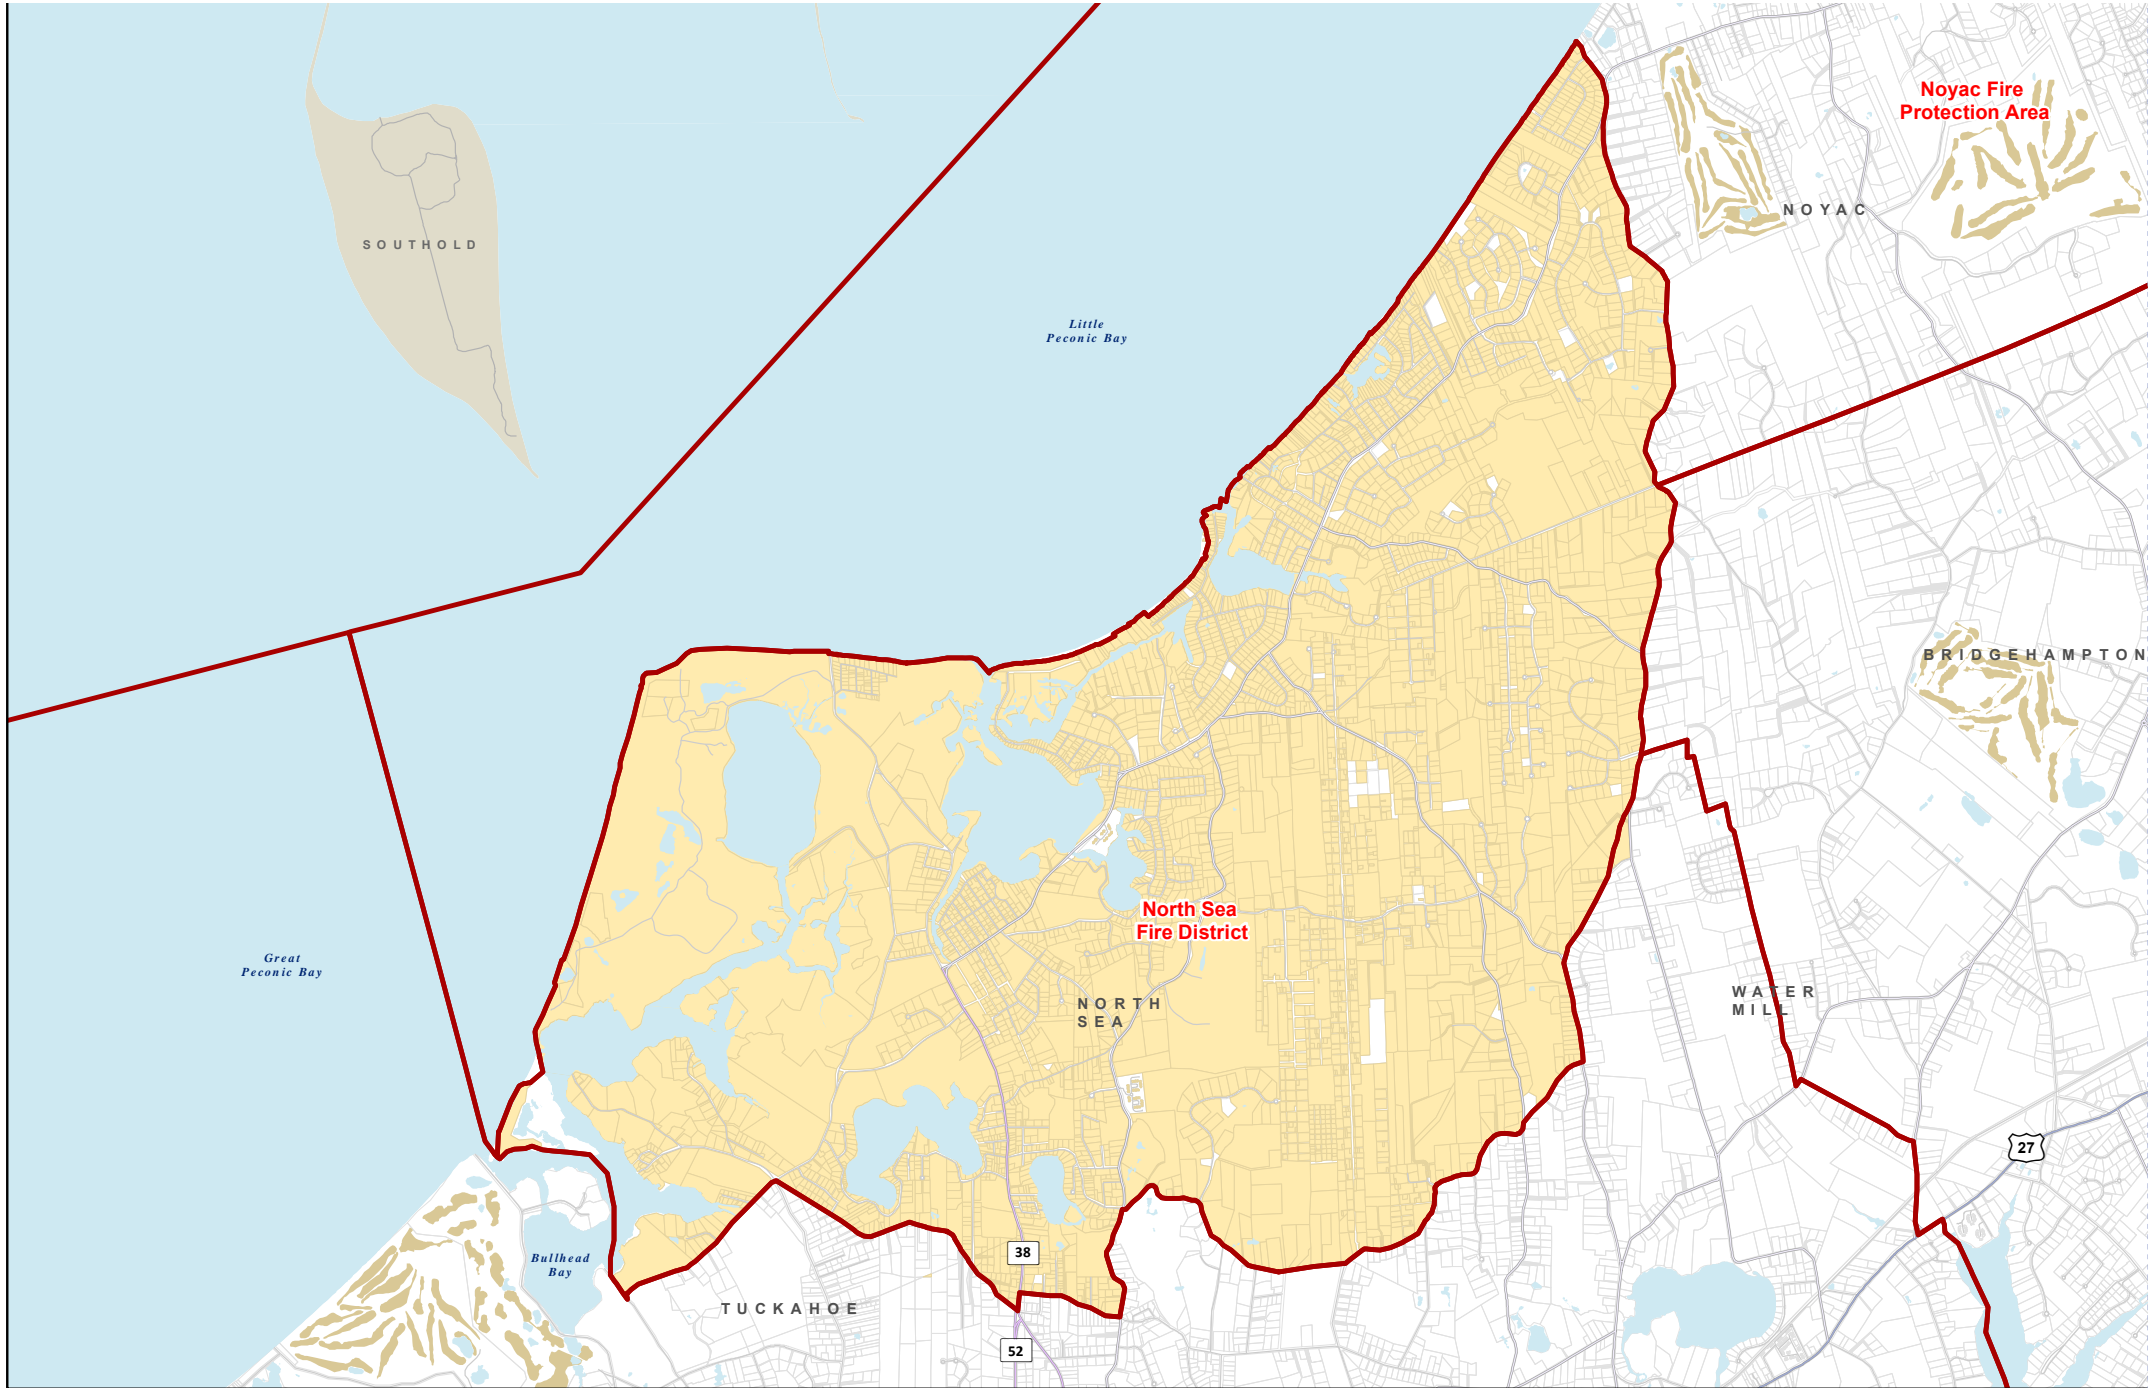 Noyac Fire
Protection Area
NOYAC
SOUTHOLD
Little
Peconic Bay
BRIDGEHAMPTON
North Sea
Fire District
Great
Peconic Bay
NORTH
SEA
WATER
MILL
27
Bullhead
Bay
38
TUCKAHOE
52